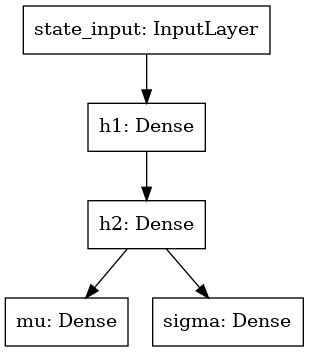 state_input: InputLayer
h1: Dense
h2: Dense
mu: Dense
sigma: Dense